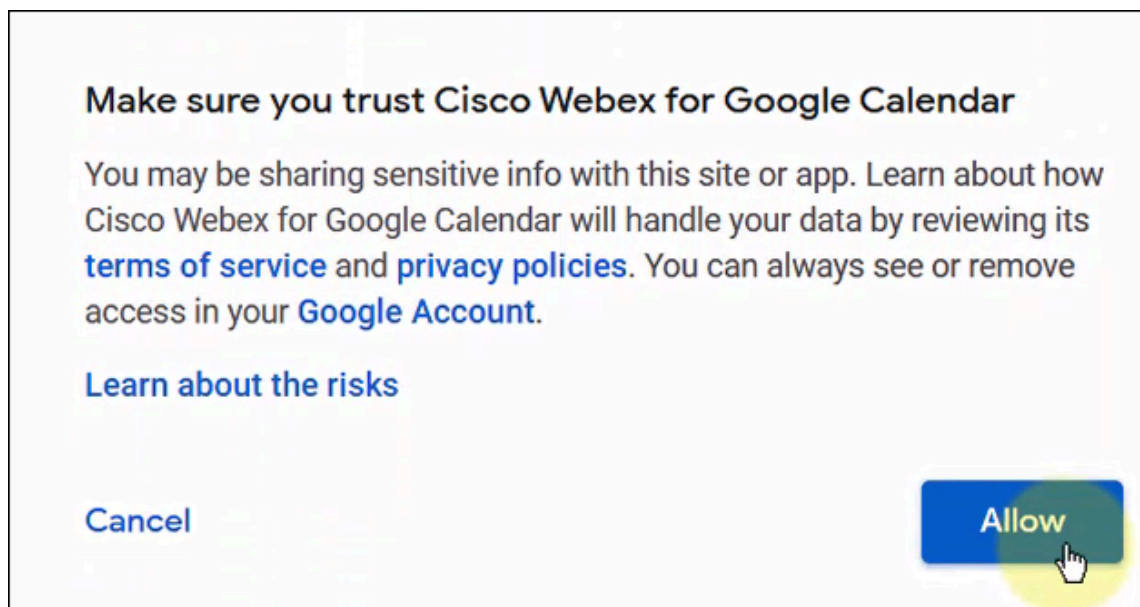 Make sure you trust Cisco Webex for Google Calendar
You may be sharing sensitive info with this site or app. Learn about how
Cisco Webex for Google Calendar will handle your data by reviewing its
terms of service and privacy policies. You can always see or remove
access in your Google Account.
Learn about the risks
Cancel
Allow